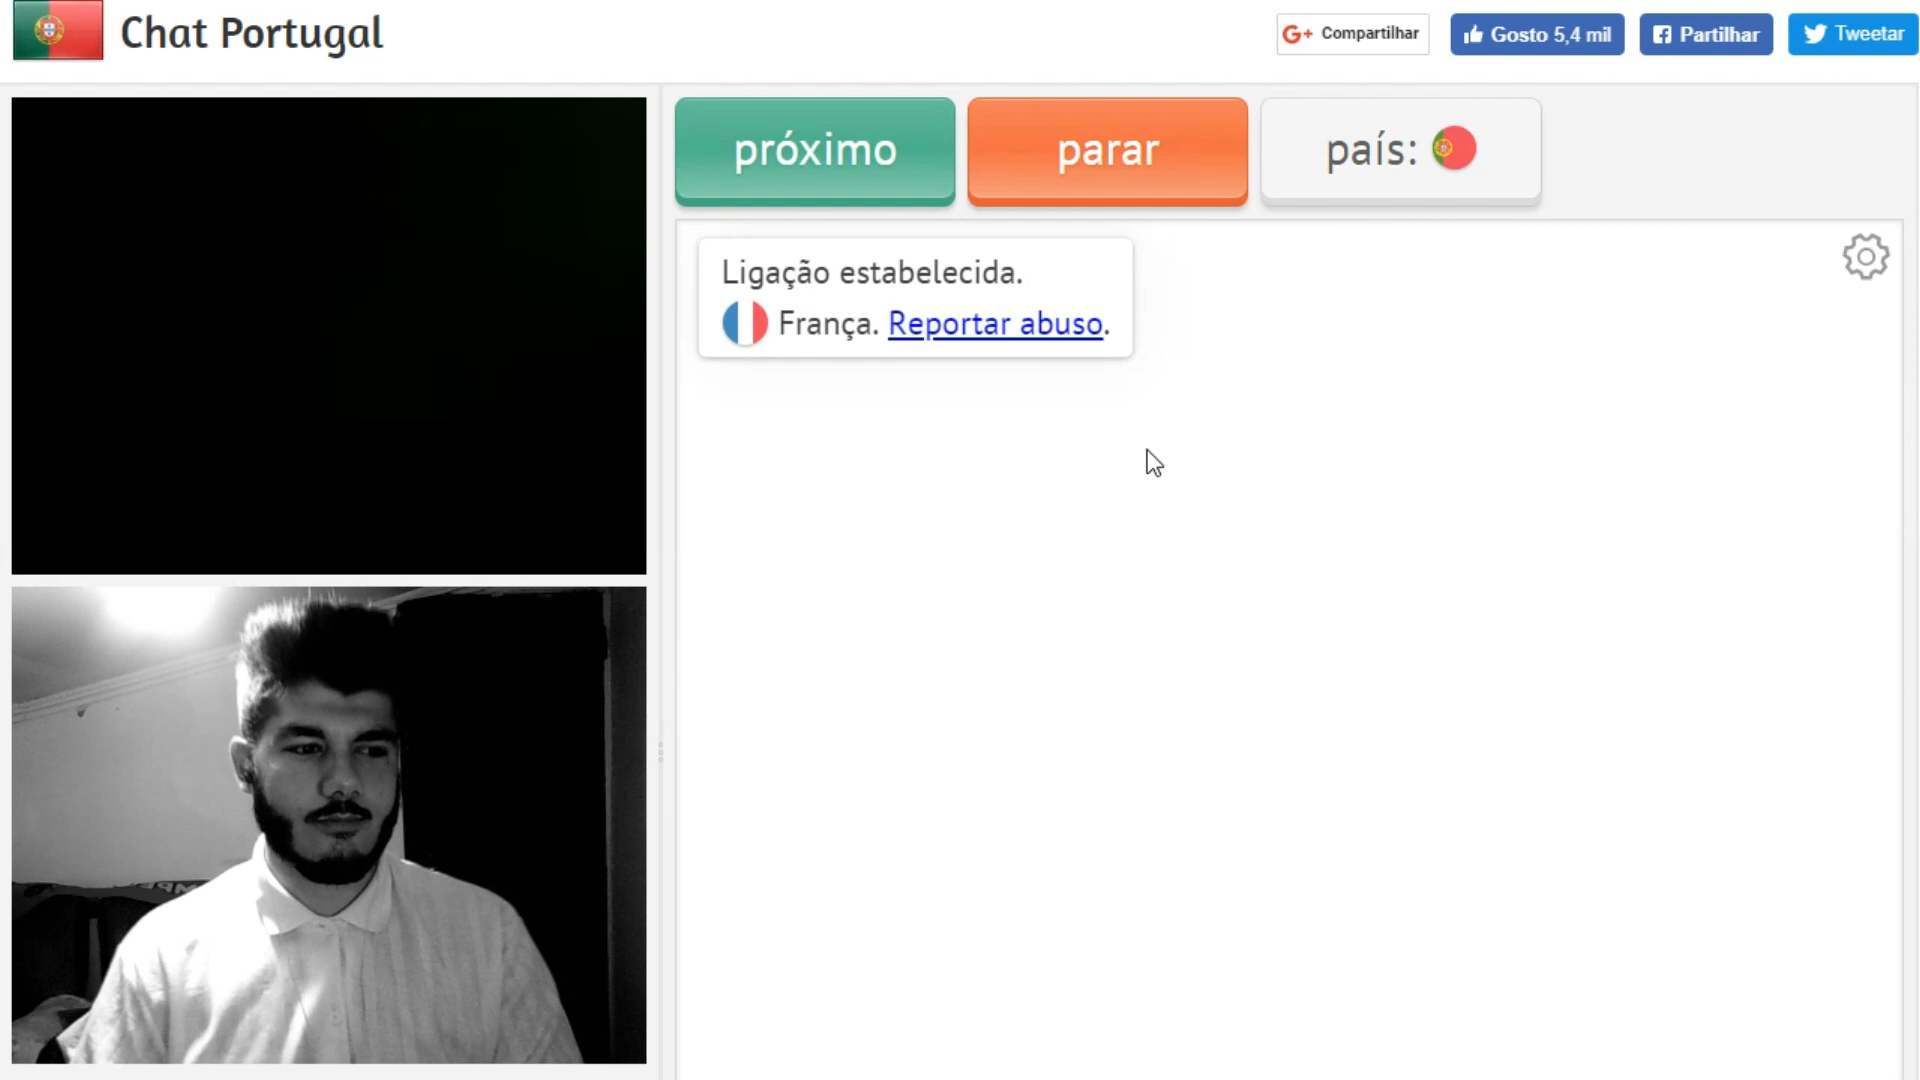 Chat Portugal
G+ Compartilhar
Gosto 5,4 mil
Partilhar
Tweetar
próximo
parar
país:
Ligação estabelecida.
França. Reportar abuso.